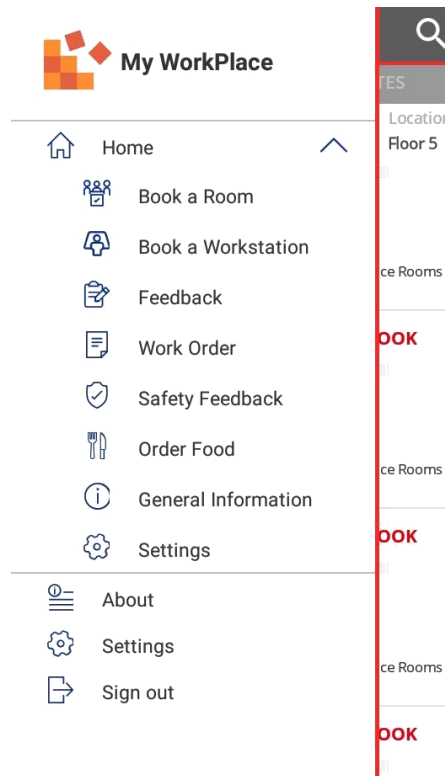 My WorkPlace
Home
Book a Room
Book a Workstation
Feedback
Work Order
Safety Feedback
Order Food
General Information
Settings
About
Settings
Sign out
TES
Location
Floor 5
ce Rooms
OOK
ce Rooms
OOK
ce Rooms
OOK